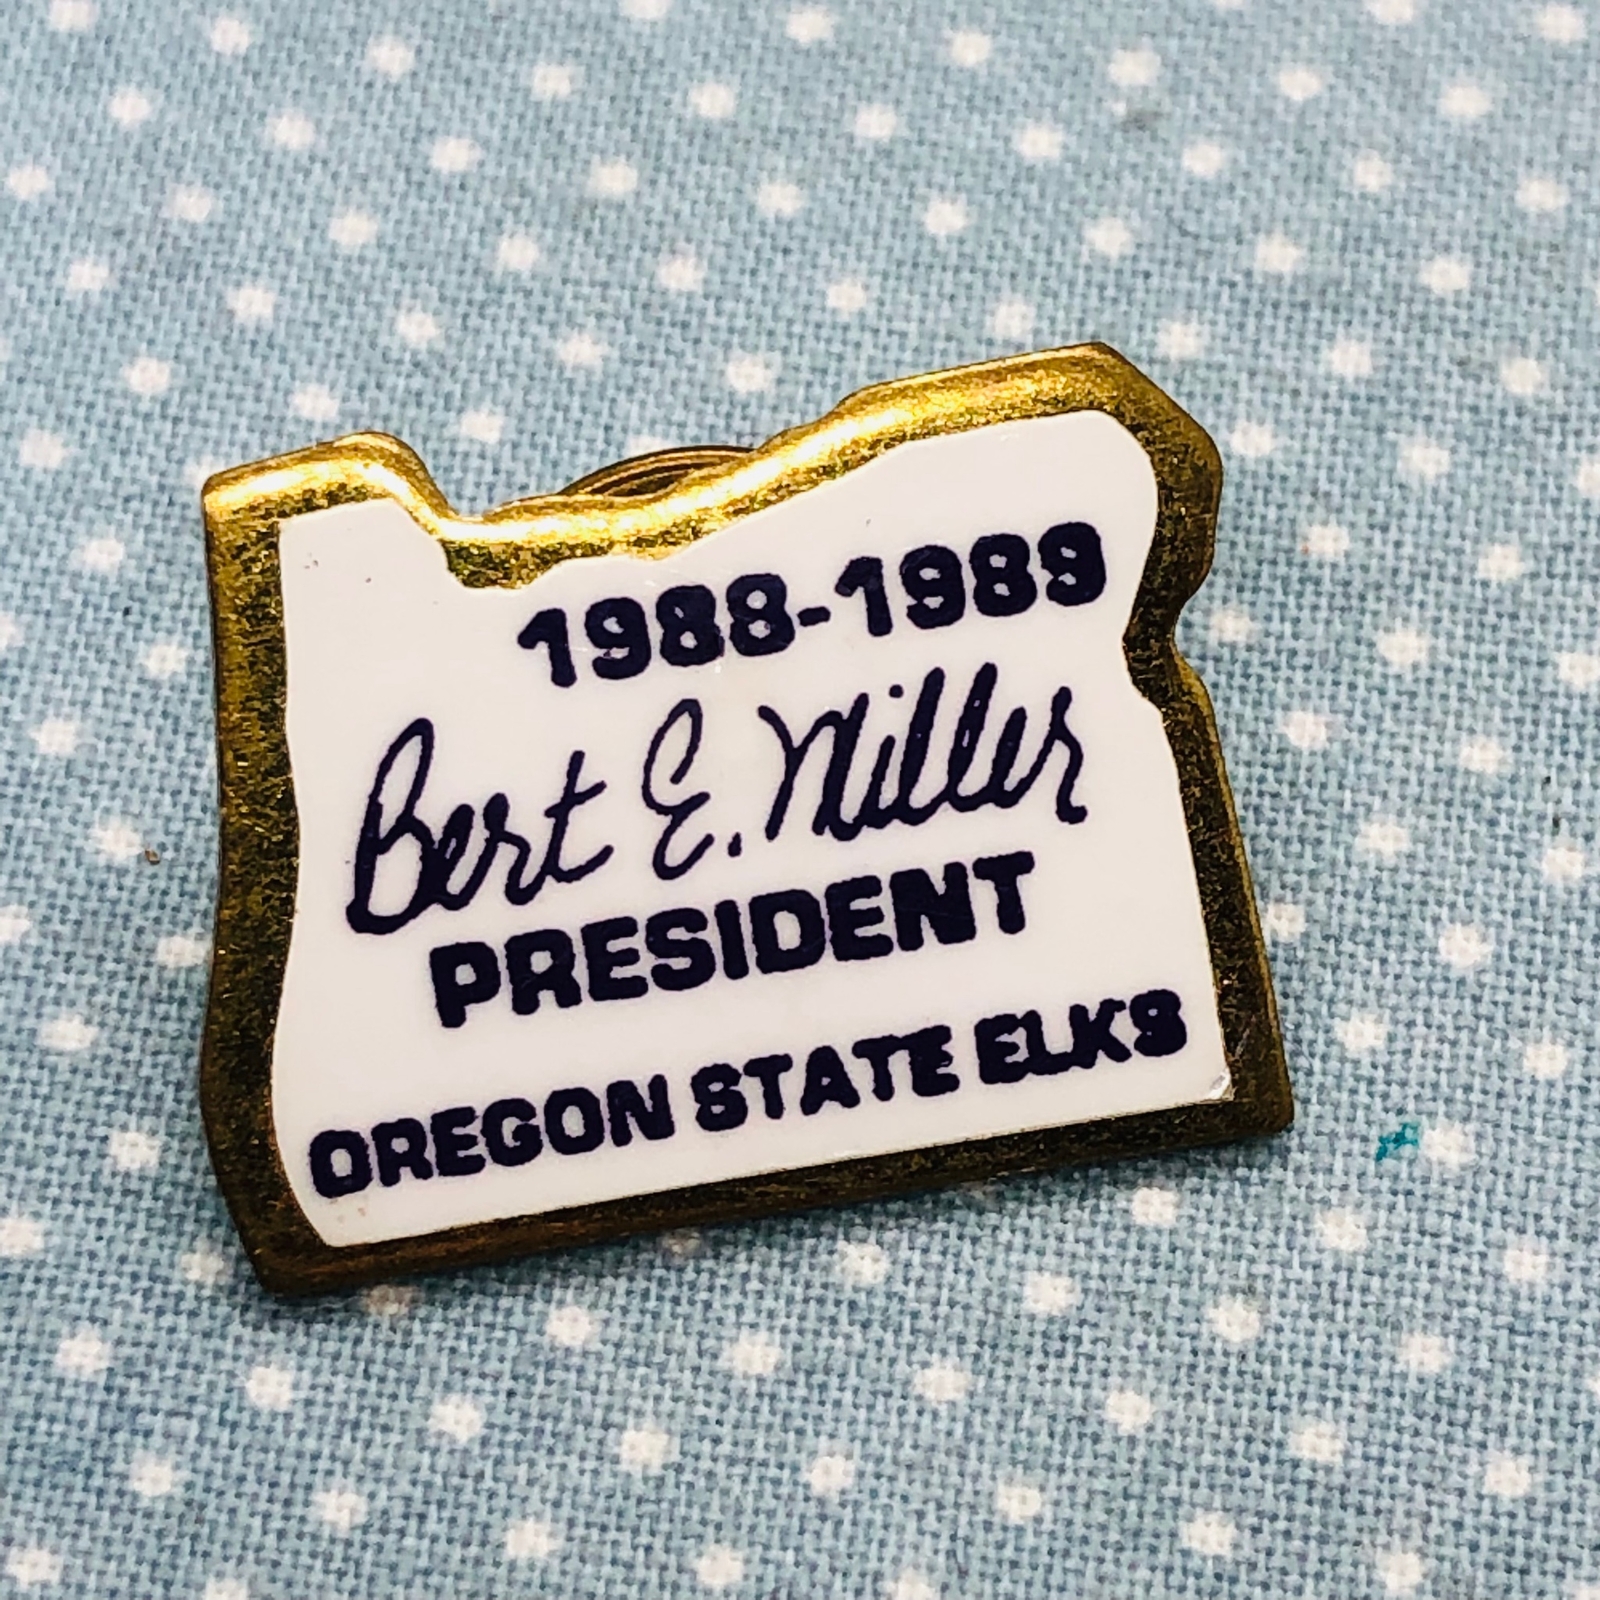 1988-1989
Bert E. Miller
PRESIDENT
OREGON STATE ELKS